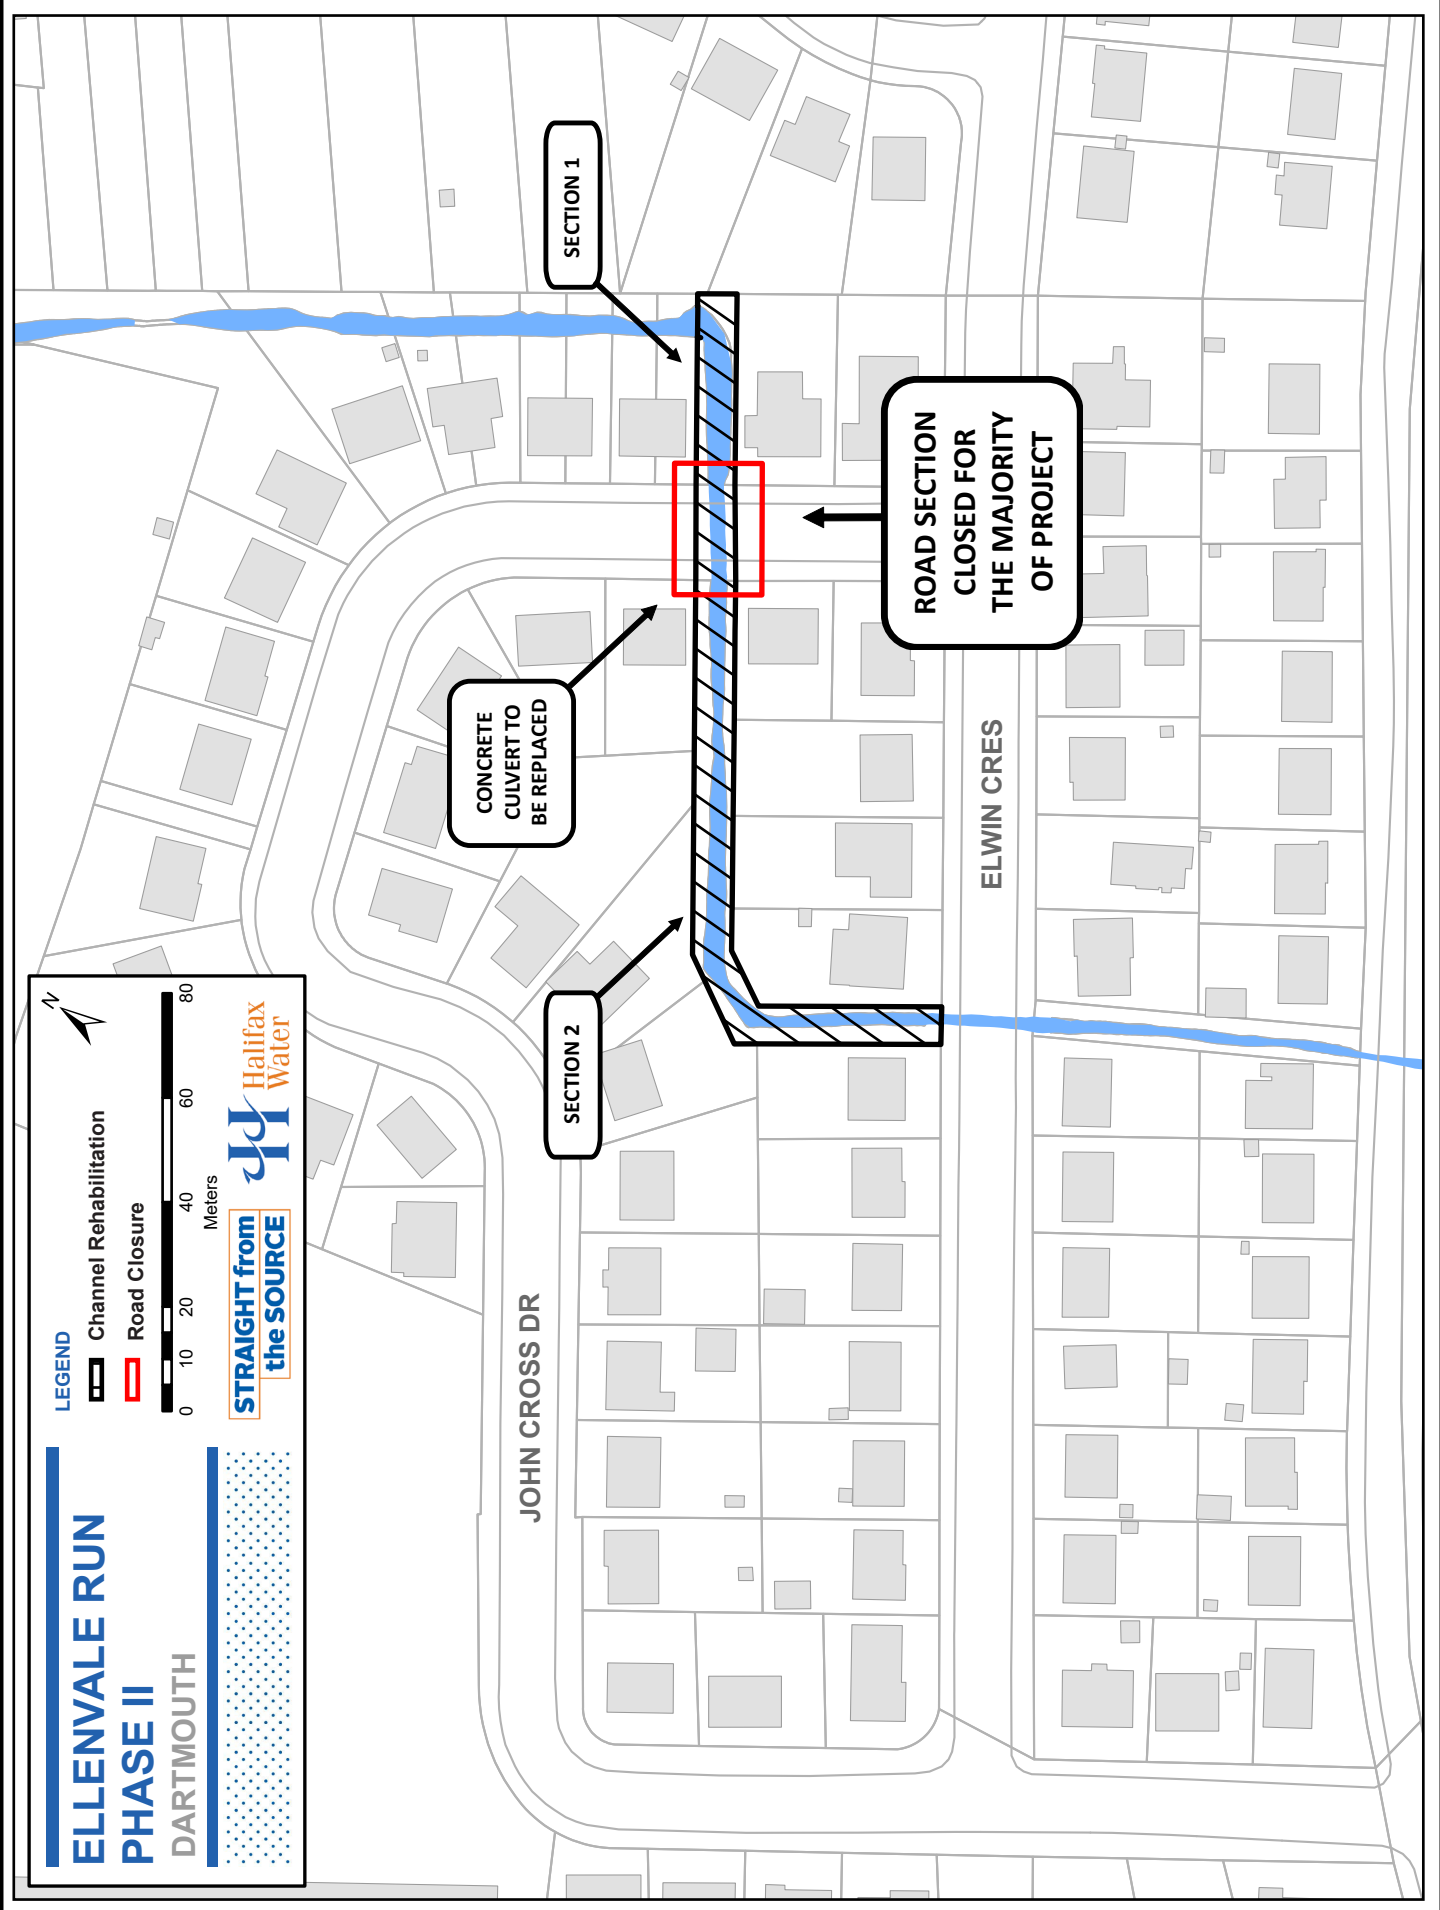 ELLENVALE RUN
PHASE II
DARTMOUTH
LEGEND
Channel Rehabilitation
Road Closure
0 10 20 40 60 80
Meters
N
STRAIGHT from
the SOURCE
Halifax
Water
SECTION 2
CONCRETE
CULVERT TO
BE REPLACED
SECTION 1
ROAD SECTION
CLOSED FOR
THE MAJORITY
OF PROJECT
JOHN CROSS DR
ELWIN CRES